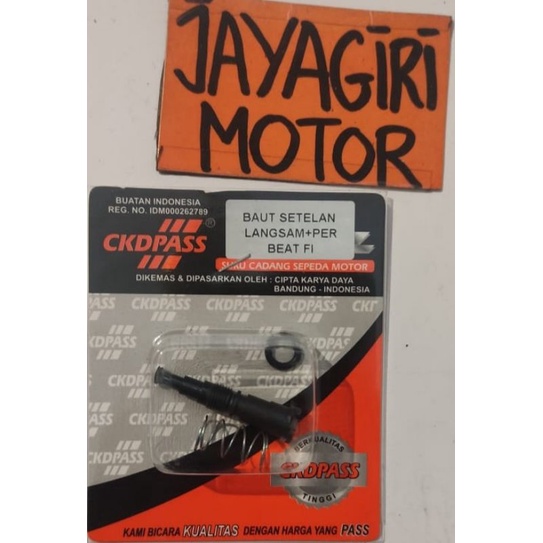 JAYAGIRI
MOTOR
BUATAN INDONESIA
REG. NO. IDM000262789
CKDPASS®
BAUT SETELAN
LANGSAM+PER
BEAT FI
SUKU CADANG SEPEDA MOTOR
DIKEMAS & DIPASARKAN OLEH : CIPTA KARYA DAYA
BANDUNG - INDONESIA
CKDPASS
BERKUALITAS
CKDPASS
TINGGI
KAMI BICARA KUALITAS DENGAN HARGA YANG PASS